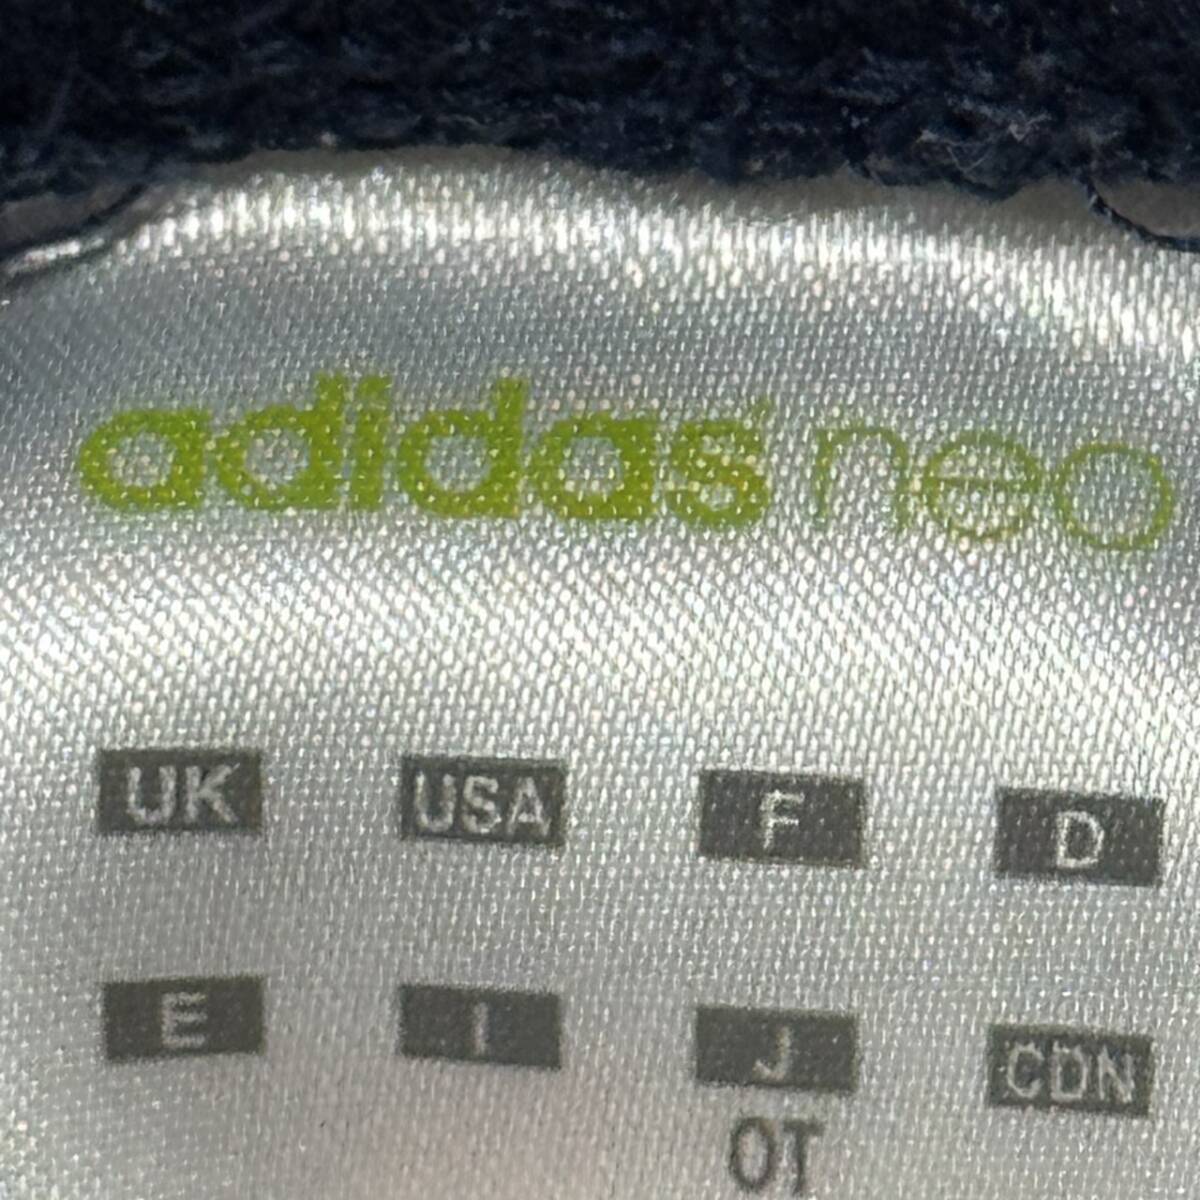 adidas neo
UK USA F D
E I J CDN
OT